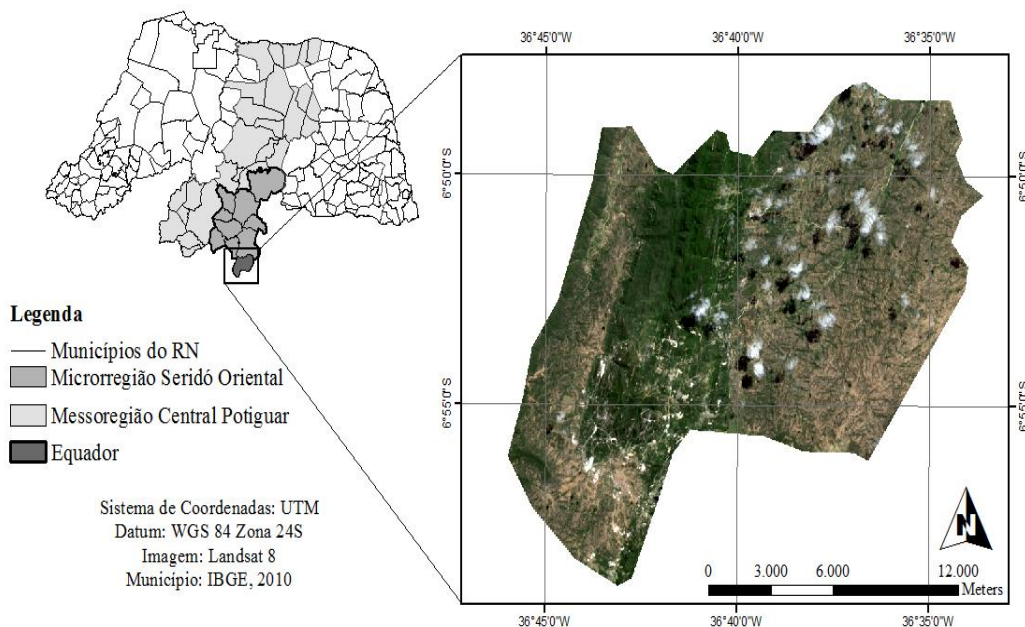 36°45'0"W 36°40'0"W 36°35'0"W
6°50'0"S 6°50'0"S
6°55'0"S 6°55'0"S
Legenda
Municípios do RN
Microrregião Seridó Oriental
Messoregião Central Potiguar
Equador
Sistema de Coordenadas: UTM
Datum: WGS 84 Zona 24S
Imagem: Landsat 8
Município: IBGE, 2010
N
0 3.000 6.000 12.000
Meters
36°45'0"W 36°40'0"W 36°35'0"W